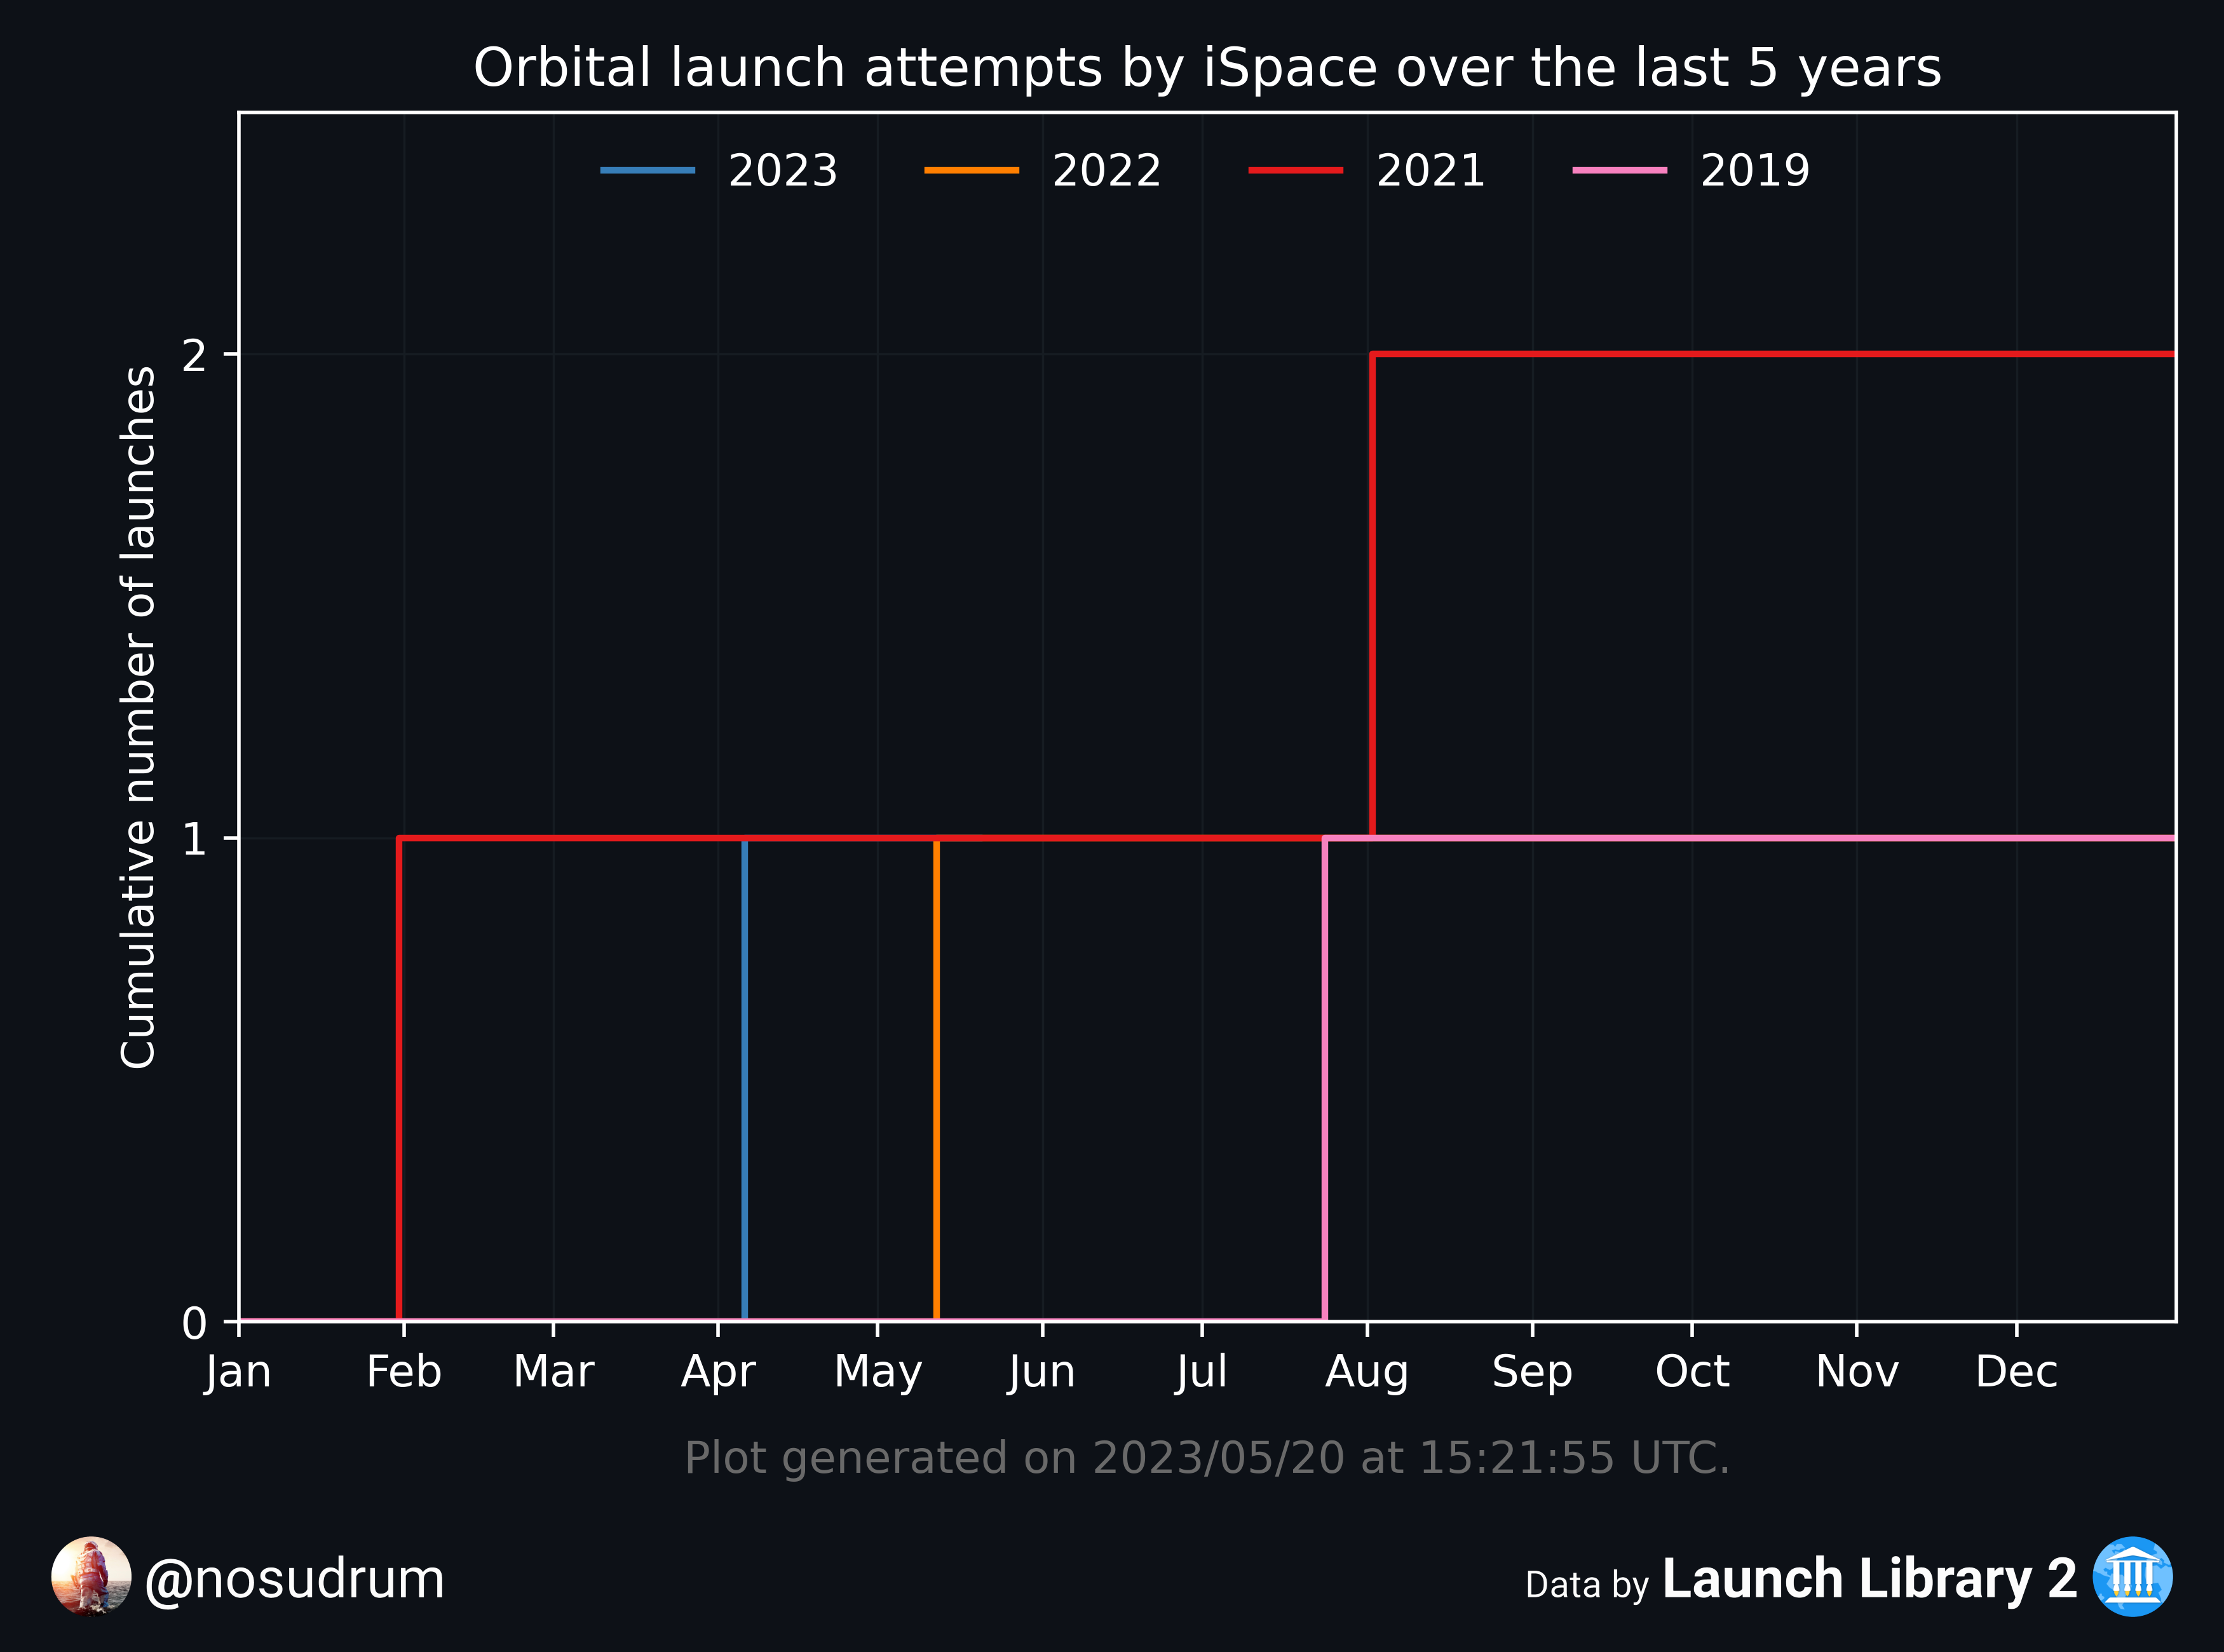 Orbital launch attempts by iSpace over the last 5 years
2023 2022 2021 2019
Cumulative number of launches
2
1
0
Jan Feb Mar Apr May Jun Jul Aug Sep Oct Nov Dec
Plot generated on 2023/05/20 at 15:21:55 UTC.
@nosudrum
Data by Launch Library 2